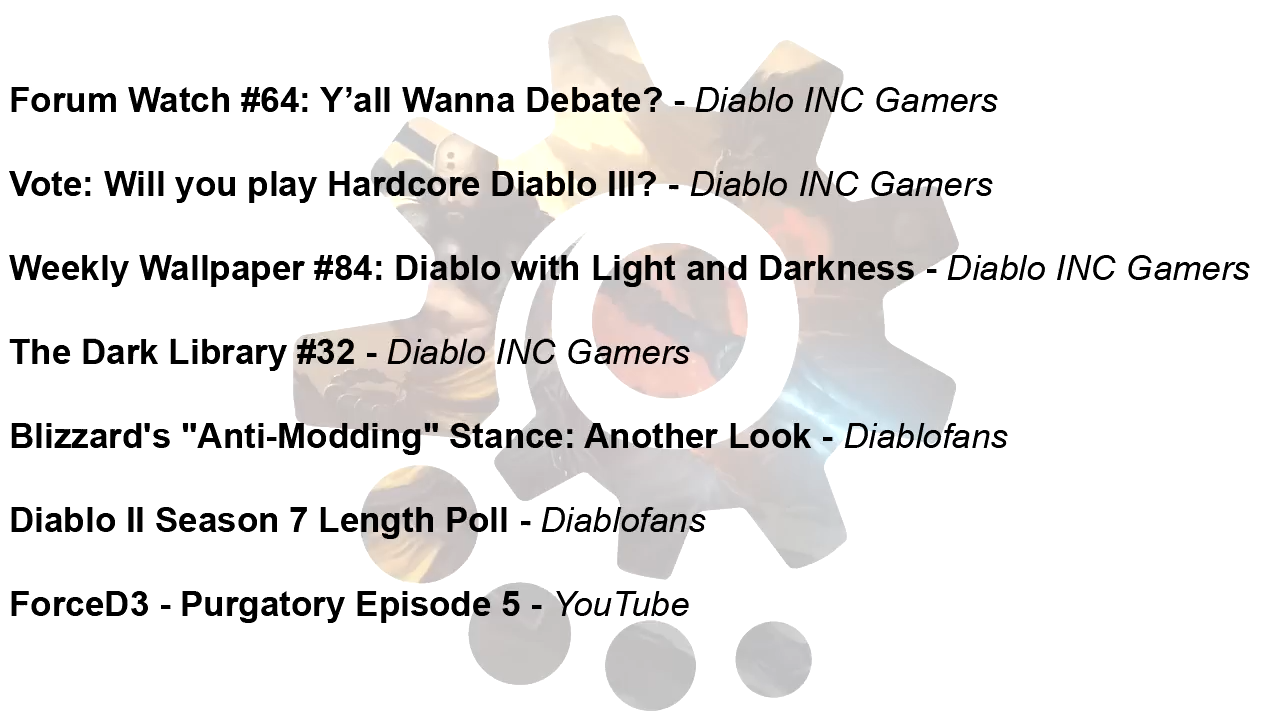 Forum Watch #64: Y’all Wanna Debate? - Diablo INC Gamers
Vote: Will you play Hardcore Diablo III? - Diablo INC Gamers
Weekly Wallpaper #84: Diablo with Light and Darkness - Diablo INC Gamers
The Dark Library #32 - Diablo INC Gamers
Blizzard's "Anti-Modding" Stance: Another Look - Diablofans
Diablo II Season 7 Length Poll - Diablofans
ForceD3 - Purgatory Episode 5 - YouTube